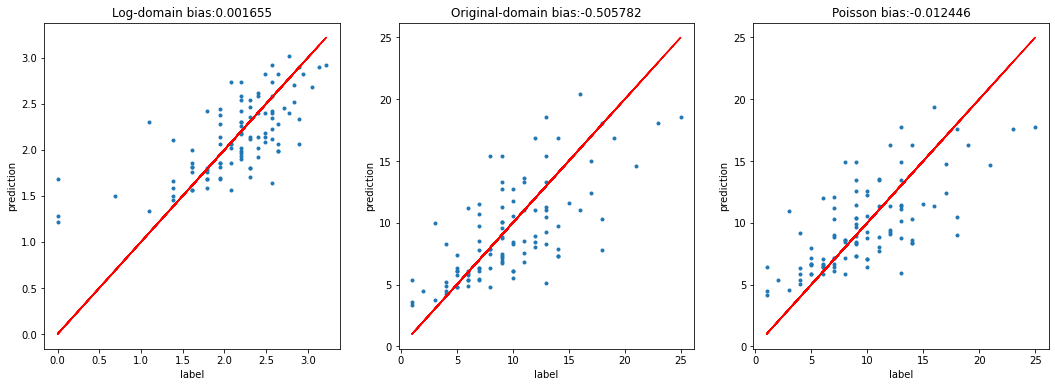 Log-domain bias:0.001655
prediction
3.0
2.5
2.0
1.5
1.0
0.5
0.0
0.0 0.5 1.0 1.5 2.0 2.5 3.0
label
Original-domain bias:-0.505782
prediction
25
20
15
10
5
0
0 5 10 15 20 25
label
Poisson bias:-0.012446
prediction
25
20
15
10
5
0
0 5 10 15 20 25
label